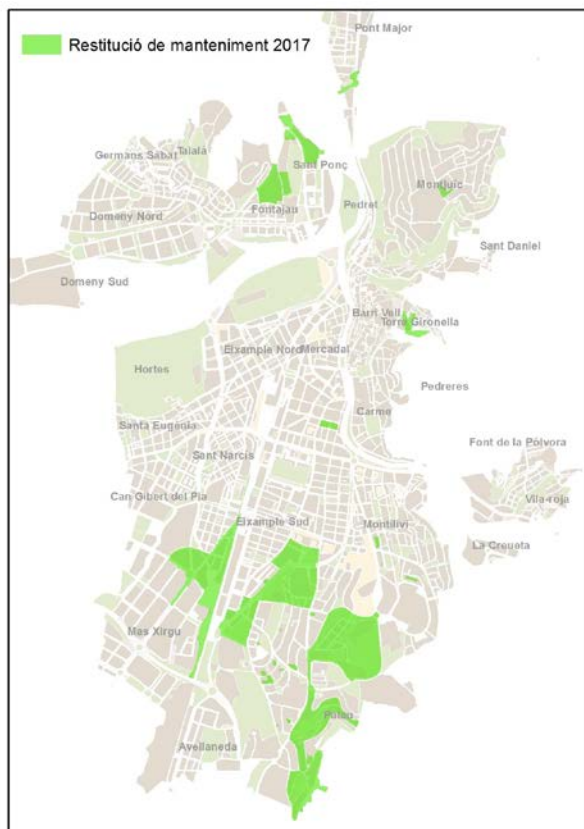 Pont Major
Restitució de manteniment 2017
Germans Sàbat
Taialà
Sant Ponç
Montjuïc
Fontajau
Pedret
Domeny Nord
Sant Daniel
Domeny Sud
Barri Vell
Torre Gironella
Eixample Nord
Mercadal
Hortes
Pedreres
Carme
Santa Eugènia
Font de la Pólvora
Sant Narcís
Can Gibert del Pla
Vila-roja
Eixample Sud
Montilivi
La Creueta
Mas Xirgu
Palau
Avellaneda